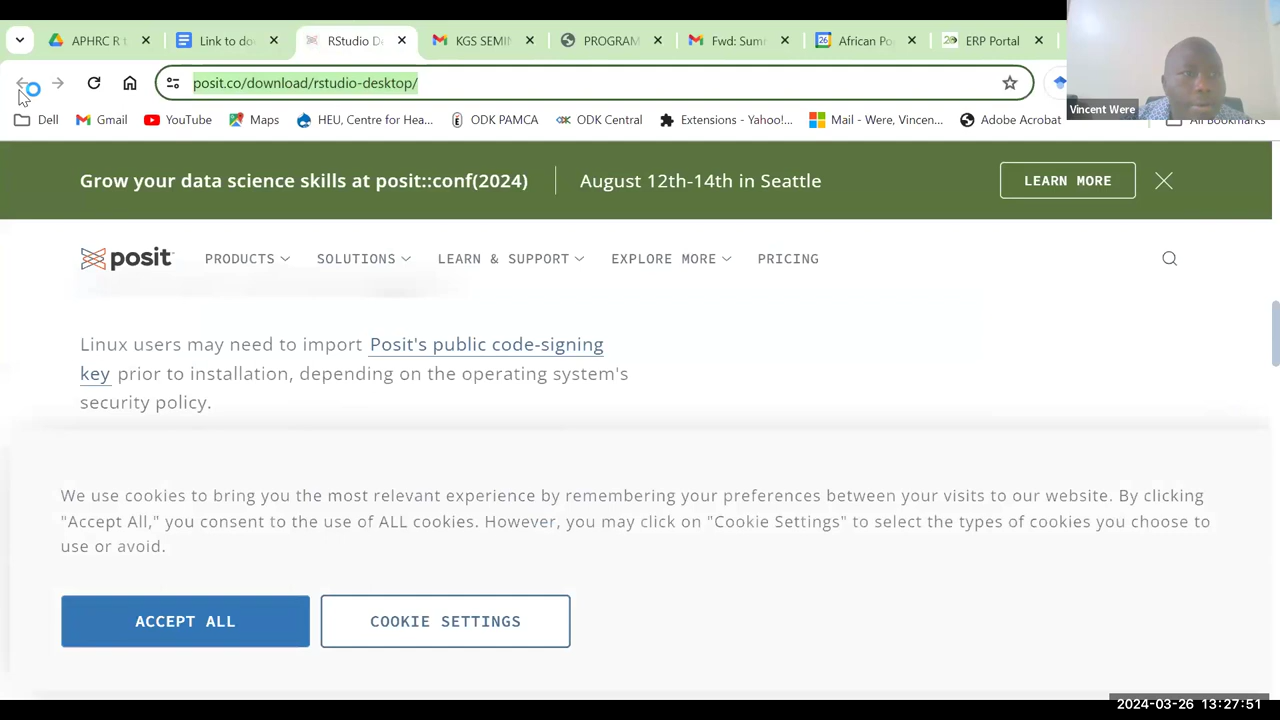 APHRC R t
Link to do
RStudio De
KGS SEMIN
PROGRAM
Fwd: Sum
African Po
ERP Portal
posit.co/download/rstudio-desktop/
Vincent Were
Dell
Gmail
YouTube
Maps
HEU, Centre, Hea...
ODK PAMCA
ODK Central
Extensions - Yahoo!...
Mail - Were, Vincen...
Adobe Acrobat
All Bookmarks
Grow your data science skills at posit::conf(2024)
August 12th-14th in Seattle
LEARN MORE
posit
PRODUCTS
SOLUTIONS
LEARN & SUPPORT
EXPLORE MORE
PRICING
Linux users may need to import Posit's public code-signing
key prior to installation, depending on the operating system's
security policy.
We use cookies to bring you the most relevant experience by remembering your preferences between your visits to our website. By clicking
"Accept All," you consent to the use of ALL cookies. However, you may click on "Cookie Settings" to select the types of cookies you choose to
use or avoid.
ACCEPT ALL
COOKIE SETTINGS
2024-03-26 13:27:51